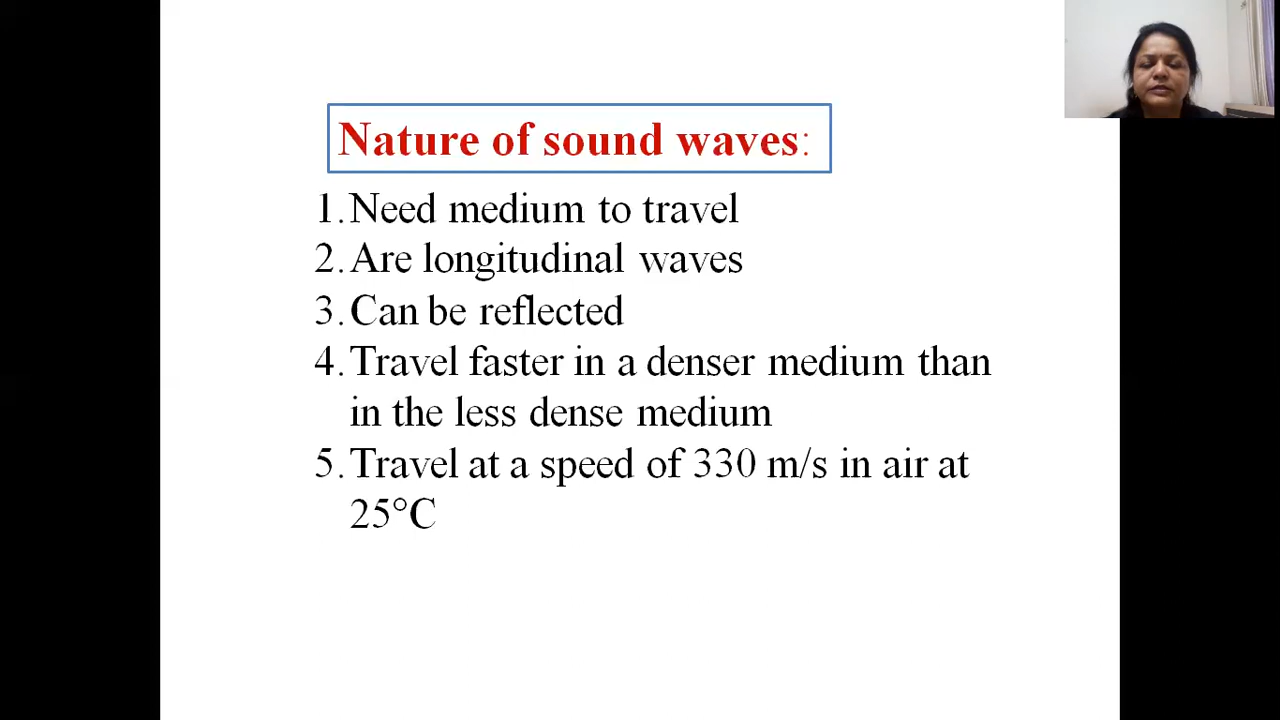 Nature of sound waves:
1. Need medium to travel
2. Are longitudinal waves
3. Can be reflected
4. Travel faster in a denser medium than
in the less dense medium
5. Travel at a speed of 330 m/s in air at
25°C